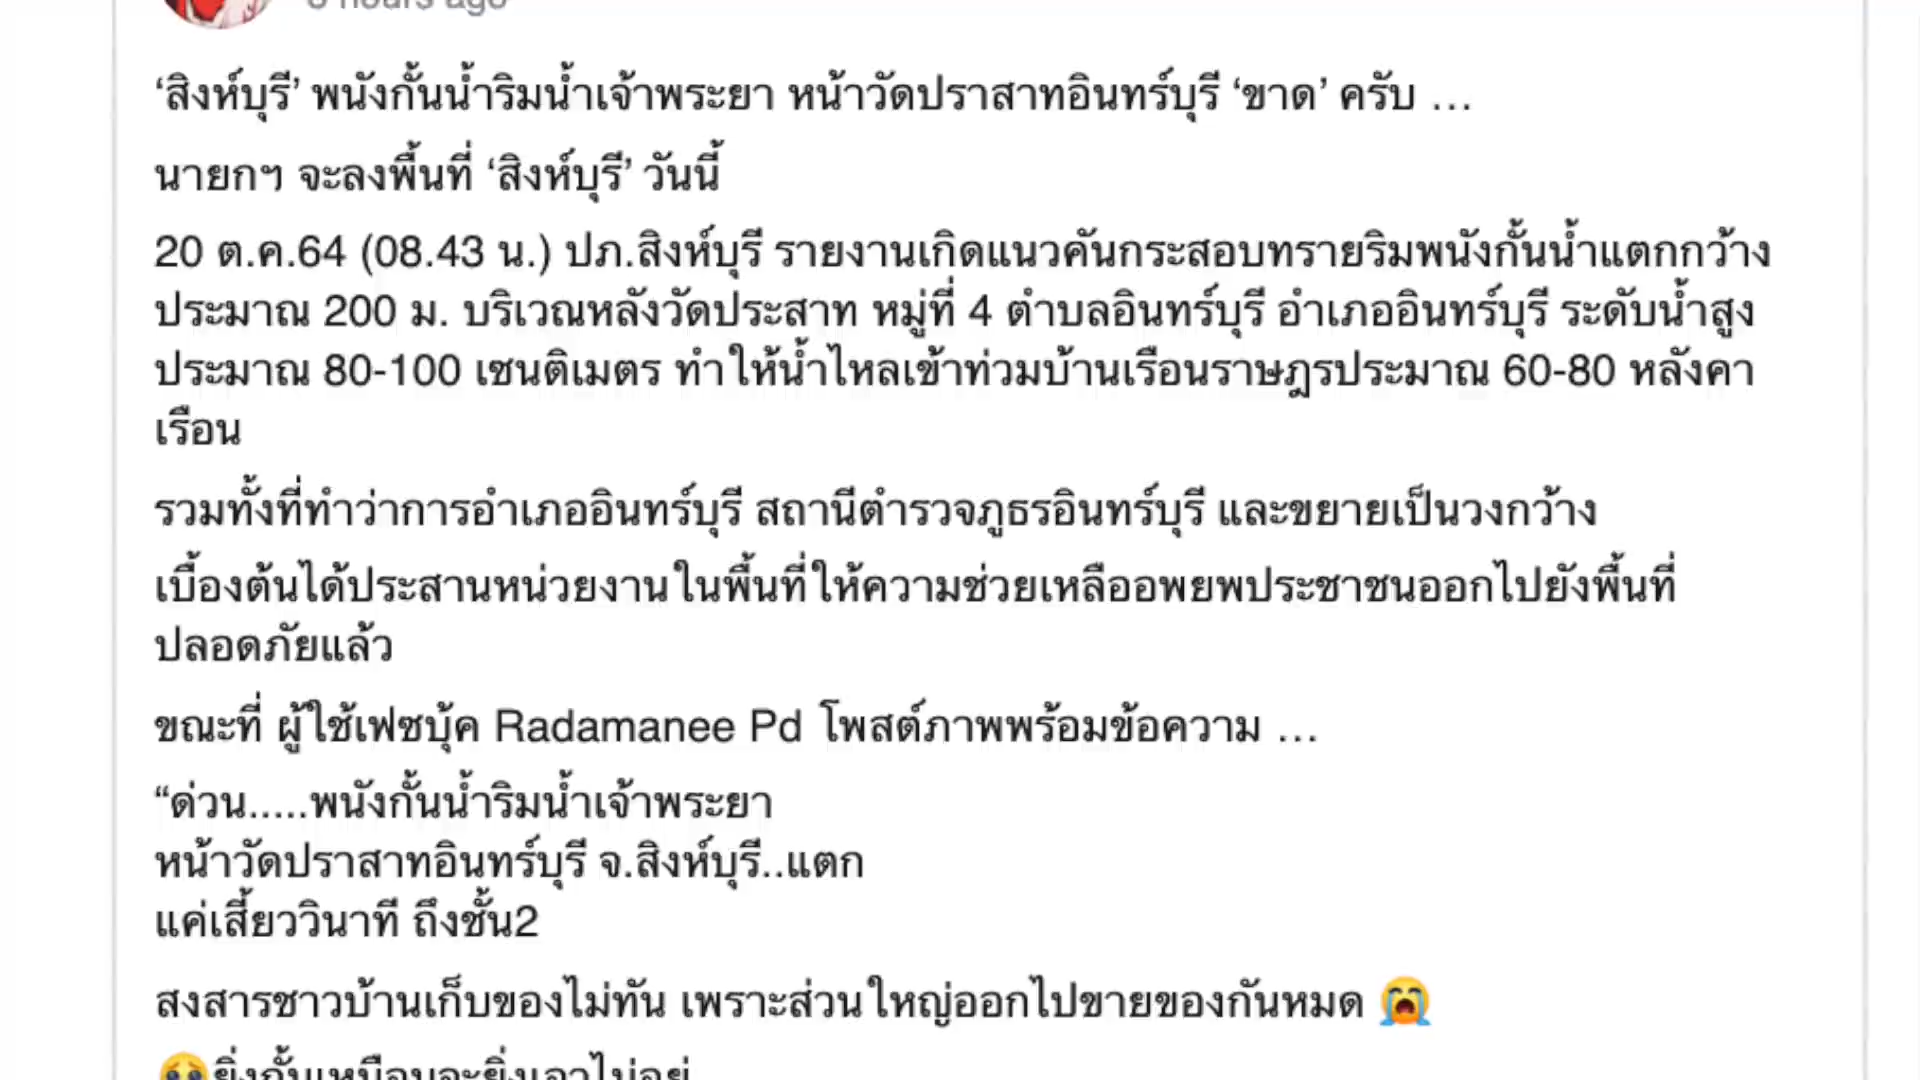 8 hours ago
‘สิงห์บุรี’ พนังกั้นน้ำริมน้ำเจ้าพระยา หน้าวัดปราสาทอินทร์บุรี ‘ขาด’ ครับ …
นายกฯ จะลงพื้นที่ ‘สิงห์บุรี’ วันนี้
20 ต.ค.64 (08.43 น.) ปภ.สิงห์บุรี รายงานเกิดแนวคันกระสอบทรายริมพนังกั้นน้ำแตกกว้าง
ประมาณ 200 ม. บริเวณหลังวัดประสาท หมู่ที่ 4 ตำบลอินทร์บุรี อำเภออินทร์บุรี ระดับน้ำสูง
ประมาณ 80-100 เซนติเมตร ทำให้น้ำไหลเข้าท่วมบ้านเรือนราษฎรประมาณ 60-80 หลังคา
เรือน
รวมทั้งที่ทำว่าการอำเภออินทร์บุรี สถานีตำรวจภูธรอินทร์บุรี และขยายเป็นวงกว้าง
เบื้องต้นได้ประสานหน่วยงานในพื้นที่ให้ความช่วยเหลืออพยพประชาชนออกไปยังพื้นที่
ปลอดภัยแล้ว
ขณะที่ ผู้ใช้เฟซบุ้ค Radamanee Pd โพสต์ภาพพร้อมข้อความ …
“ด่วน.....พนังกั้นน้ำริมน้ำเจ้าพระยา
หน้าวัดปราสาทอินทร์บุรี จ.สิงห์บุรี..แตก
แค่เสี้ยววินาที ถึงชั้น2
สงสารชาวบ้านเก็บของไม่ทัน เพราะส่วนใหญ่ออกไปขายของกันหมด 😭
🥺ยิ่งกั้นเหมือนจะยิ่งเอาไม่อยู่